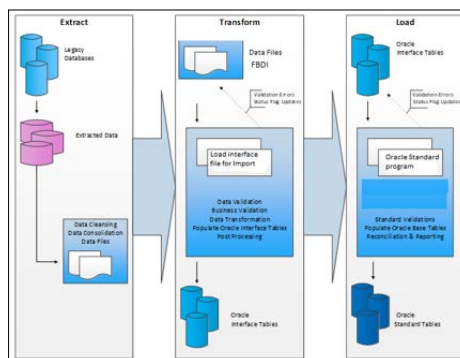 Extract
Legacy
Databases
Extracted Data
Data Cleansing
Data Consolidation
Data Files
Transform
Data Files
FBDI
Validation Errors
Status Flag Updates
Load Interface
file for Import
Data Validation
Business Validation
Data Transformation
Populate Oracle Interface Tables
Post Processing
Oracle
Interface Tables
Load
Oracle
Interface Tables
Validation Errors
Status Flag Updates
Oracle Standard
program
Standard Validations
Populate Oracle Base Tables
Reconciliation & Reporting
Oracle
Standard Tables